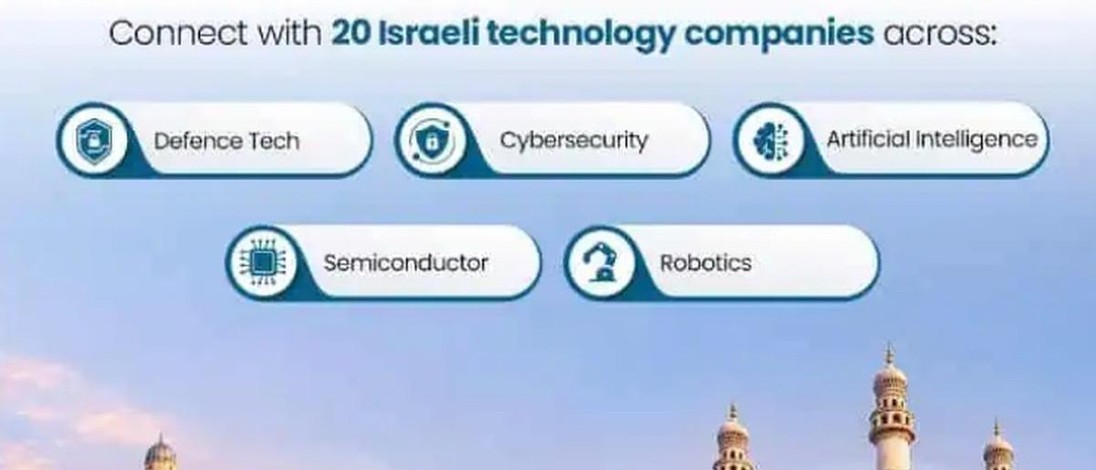 Connect with 20 Israeli technology companies across:
Defence Tech
Cybersecurity
Artificial Intelligence
Semiconductor
Robotics